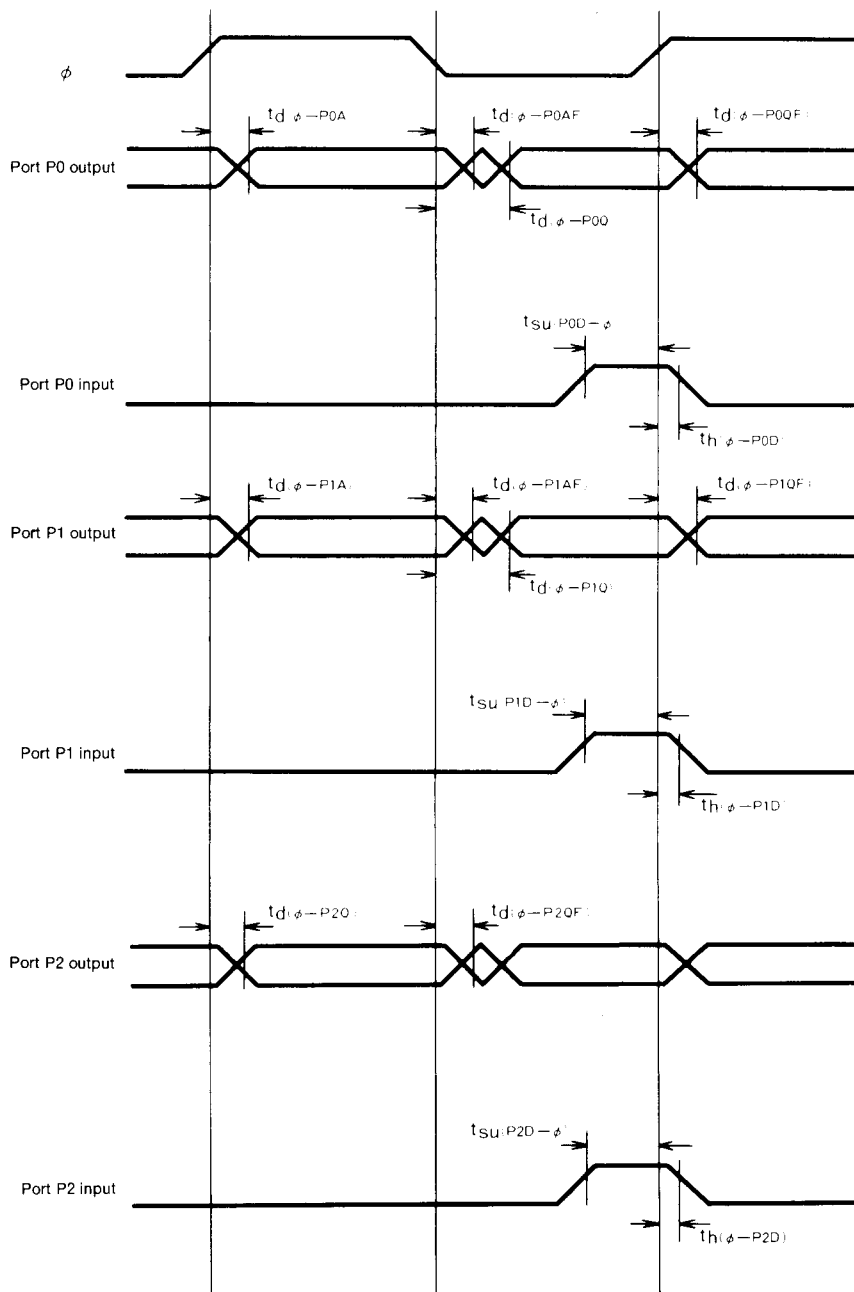 φ
td(φ−P0A)
td(φ−P0AF)
td(φ−P0QF)
Port P0 output
td(φ−P0Q)
tsu(P0D−φ)
Port P0 input
th(φ−P0D)
td(φ−P1A)
td(φ−P1AF)
td(φ−P1QF)
Port P1 output
td(φ−P1Q)
tsu(P1D−φ)
Port P1 input
th(φ−P1D)
td(φ−P2Q)
td(φ−P2QF)
Port P2 output
tsu(P2D−φ)
Port P2 input
th(φ−P2D)